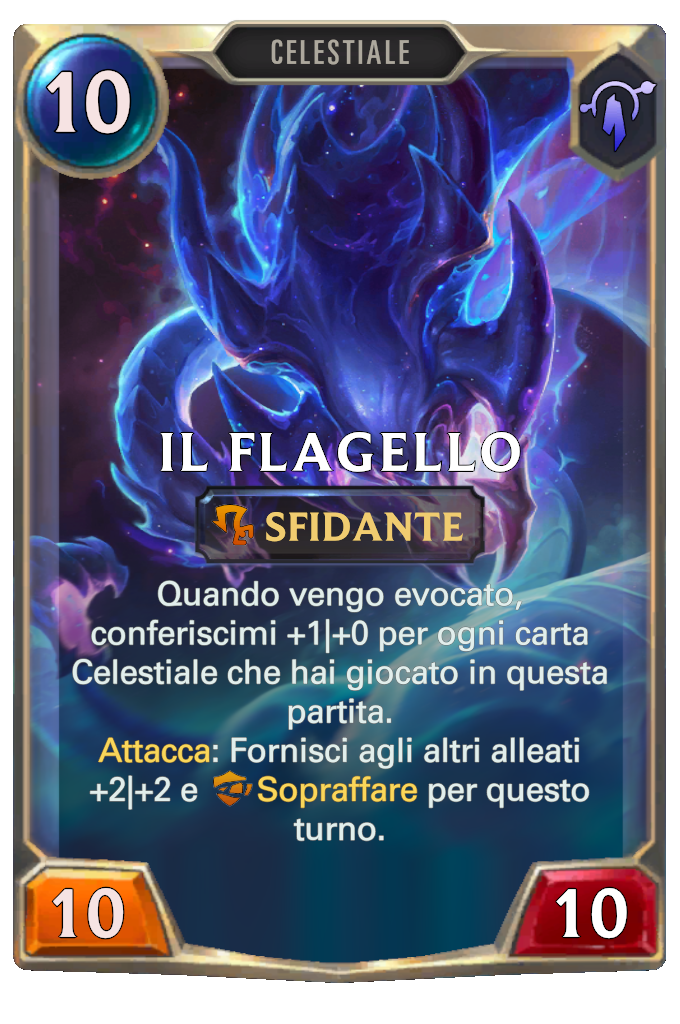 CELESTIALE
10
IL FLAGELLO
SFIDANTE
Quando vengo evocato,
conferiscimi +1|+0 per ogni carta
Celestiale che hai giocato in questa
partita.
Attacca: Fornisci agli altri alleati
+2|+2 e Sopraffare per questo
turno.
10
10